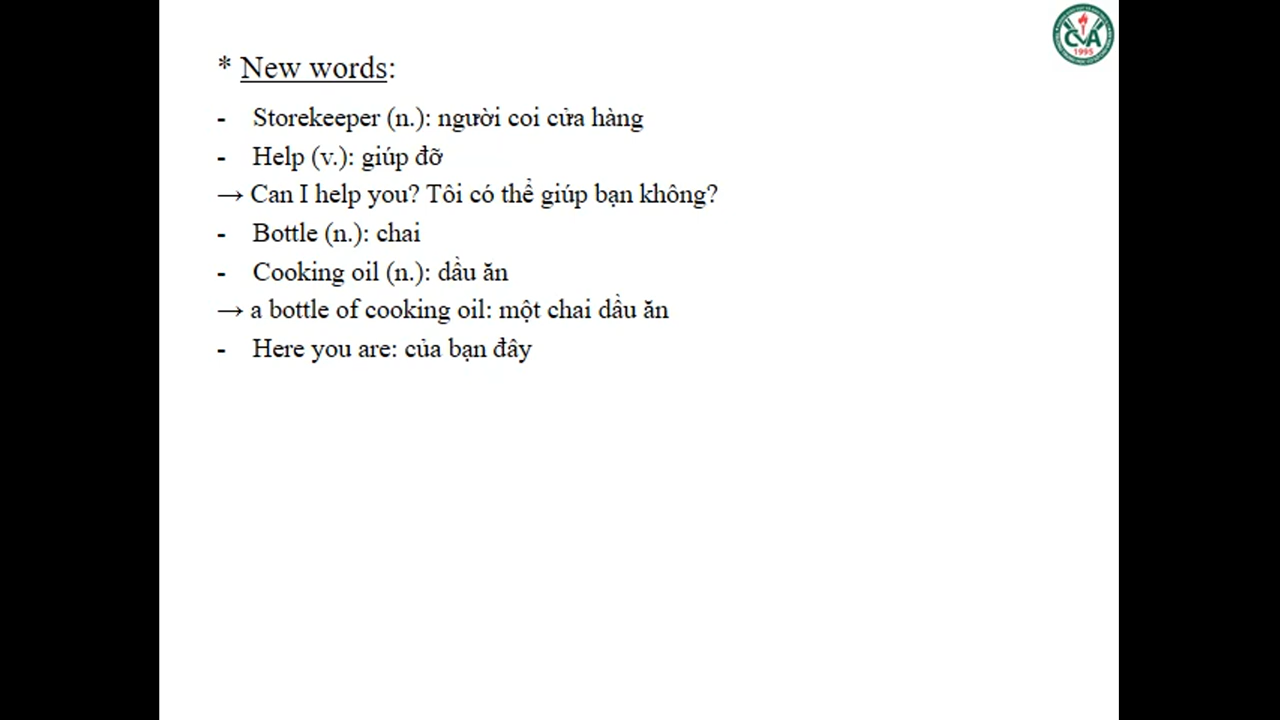 * New words:
- Storekeeper (n.): người coi cửa hàng
- Help (v.): giúp đỡ
→ Can I help you? Tôi có thể giúp bạn không?
- Bottle (n.): chai
- Cooking oil (n.): dầu ăn
→ a bottle of cooking oil: một chai dầu ăn
- Here you are: của bạn đây
CVA
1995